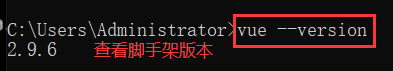 C:\Users\Administrator>vue --version
2.9.6 查看脚手架版本